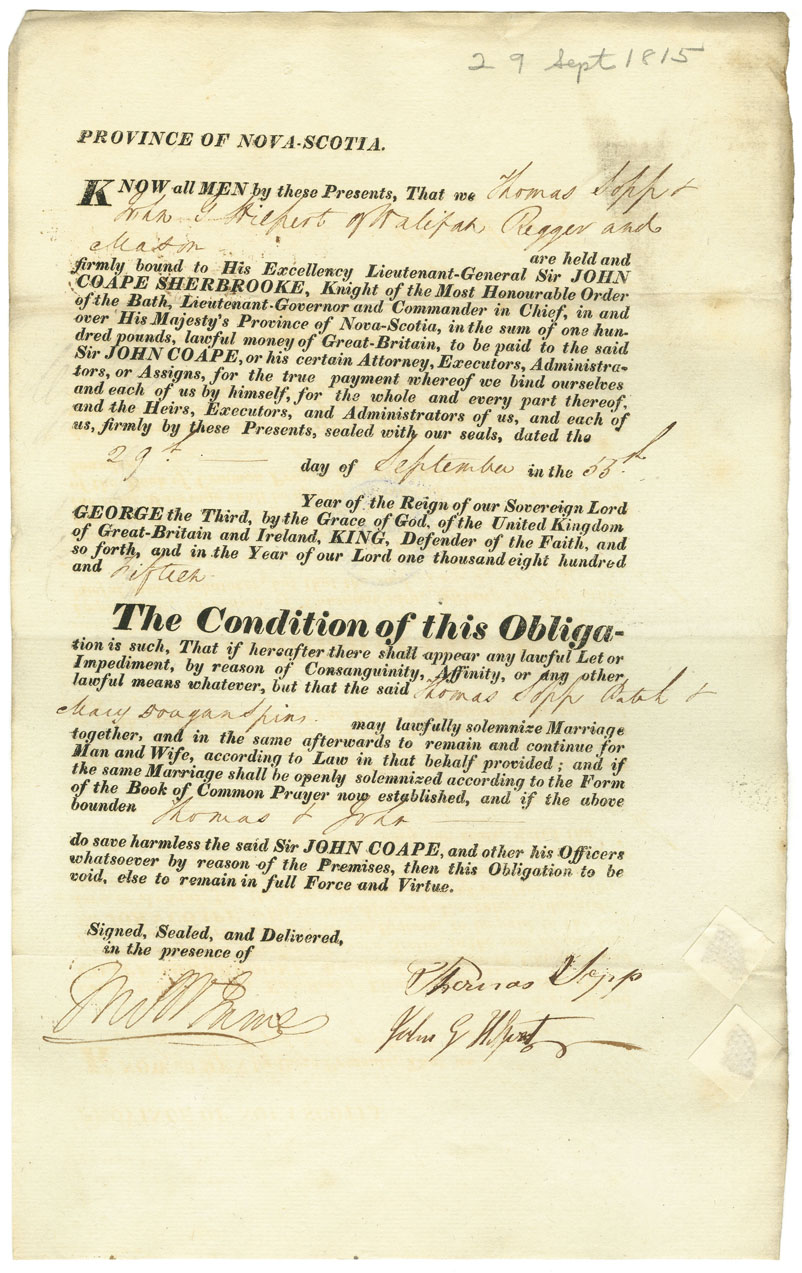 29 Sept 1815
PROVINCE OF NOVA-SCOTIA.
KNOW all MEN by these Presents, That we Thomas Sopp &
John G of Halifax Rigger and
Mason
are held and
firmly bound to His Excellency Lieutenant-General Sir JOHN
COAPE SHERBROOKE, Knight of the Most Honourable Order
of the Bath, Lieutenant-Governor and Commander in Chief, in and
over His Majesty's Province of Nova-Scotia, in the sum of one hun-
dred pounds, lawful money of Great-Britain, to be paid to the said
Sir JOHN COAPE, or his certain Attorney, Executors, Administra-
tors, or Assigns, for the true payment whereof we bind ourselves
and each of us by himself, for the whole and every part thereof,
and the Heirs, Executors, and Administrators of us, and each of
us, firmly by these Presents, sealed with our seals, dated the
29th day of September in the 55th
Year of the Reign of our Sovereign Lord
GEORGE the Third, by the Grace of God, of the United Kingdom
of Great-Britain and Ireland, KING, Defender of the Faith, and
so forth, and in the Year of our Lord one thousand eight hundred
and Fifteen
The Condition of this Obliga-
tion is such, That if hereafter there shall appear any lawful Let or
Impediment, by reason of Consanguinity, Affinity, or any other
lawful means whatever, but that the said Thomas Sopp Batch &
Mary Spins
may lawfully solemnize Marriage
together, and in the same afterwards to remain and continue for
Man and Wife, according to Law in that behalf provided; and if
the same Marriage shall be openly solemnized according to the Form
of the Book of Common Prayer now established, and if the above
bounden Thomas & John
do save harmless the said Sir JOHN COAPE, and other his Officers
whatsoever by reason of the Premises, then this Obligation to be
void, else to remain in full Force and Virtue.
Signed, Sealed, and Delivered,
in the presence of
Thomas Sopp
John G